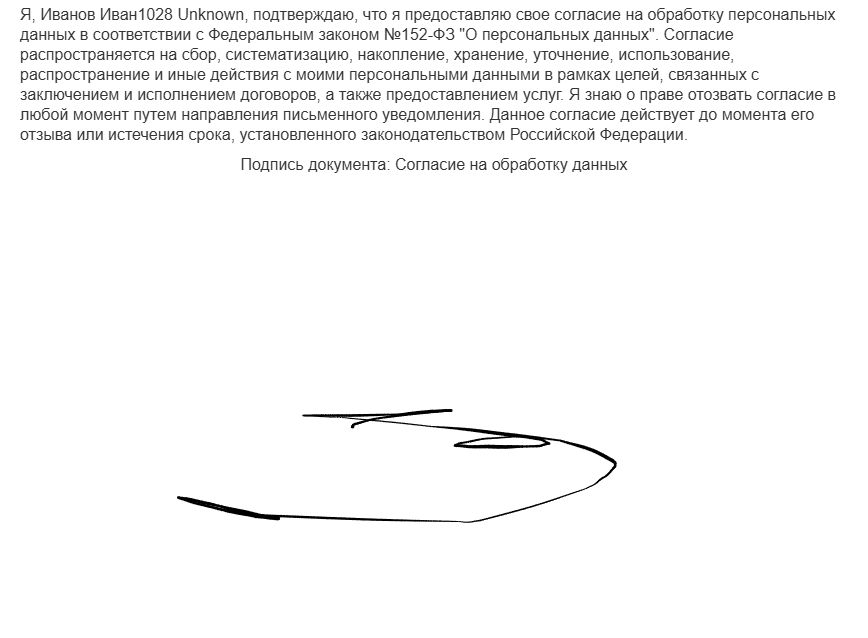 Я, Иванов Иван1028 Unknown, подтверждаю, что я предоставляю свое согласие на обработку персональных
данных в соответствии с Федеральным законом №152-ФЗ "О персональных данных". Согласие
распространяется на сбор, систематизацию, накопление, хранение, уточнение, использование,
распространение и иные действия с моими персональными данными в рамках целей, связанных с
заключением и исполнением договоров, а также предоставлением услуг. Я знаю о праве отозвать согласие в
любой момент путем направления письменного уведомления. Данное согласие действует до момента его
отзыва или истечения срока, установленного законодательством Российской Федерации.
Подпись документа: Согласие на обработку данных